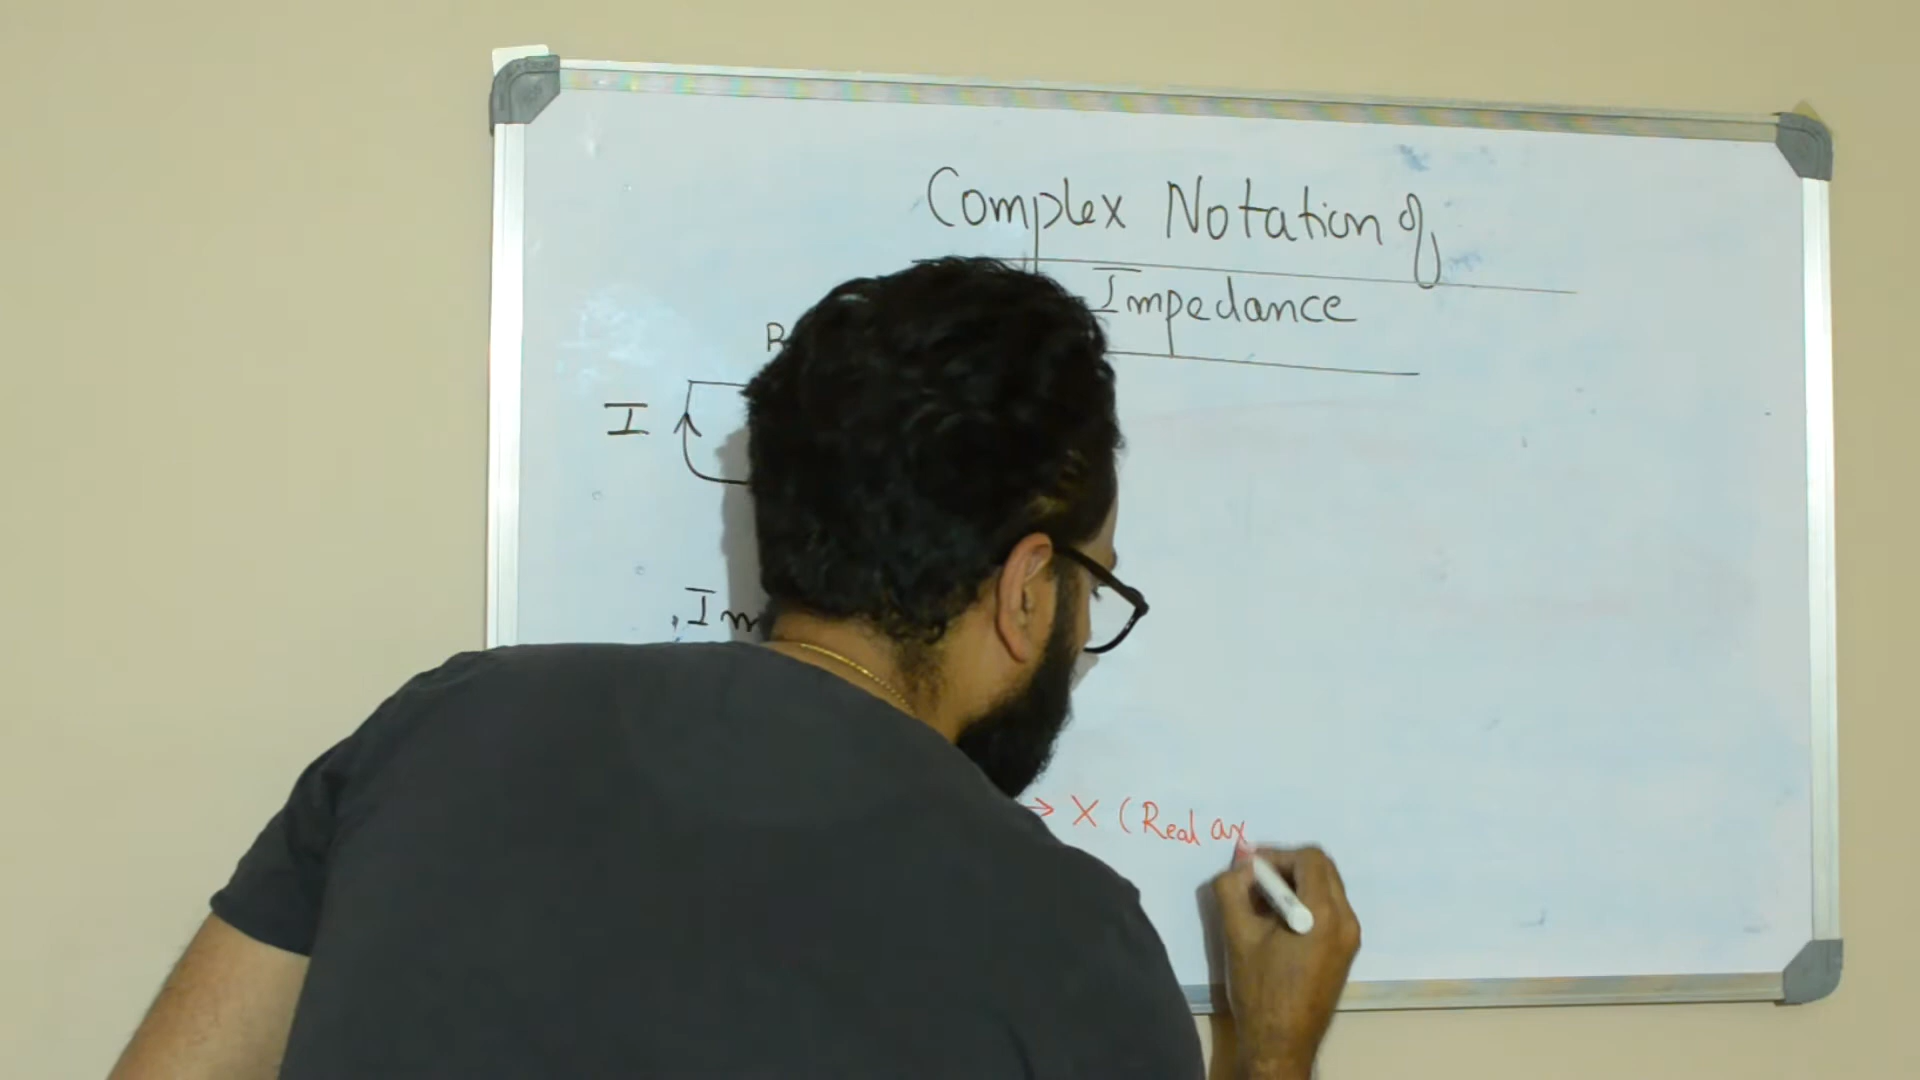 Complex Notation of
Impedance
R
I
Im
→ X (Real ax